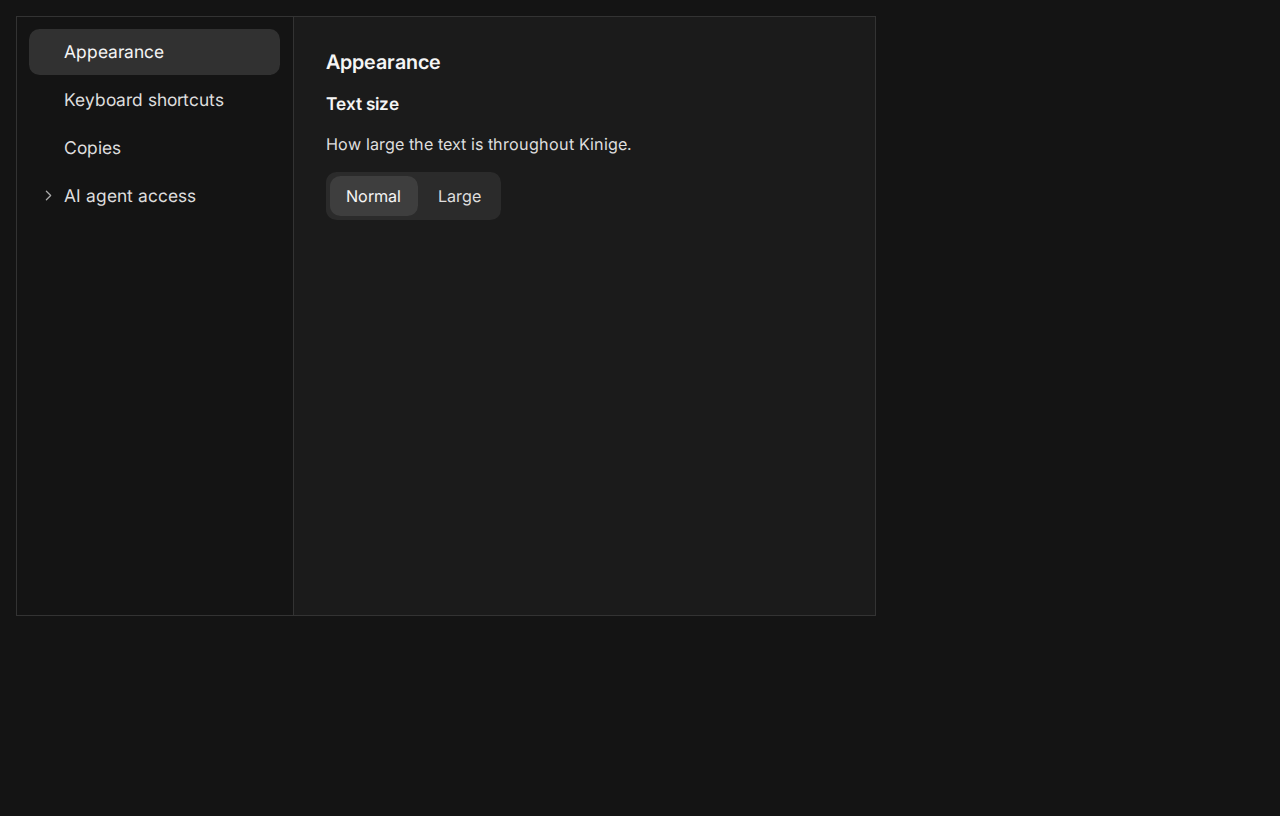 Appearance
Keyboard shortcuts
Copies
AI agent access
Appearance
Text size
How large the text is throughout Kinige.
Normal
Large